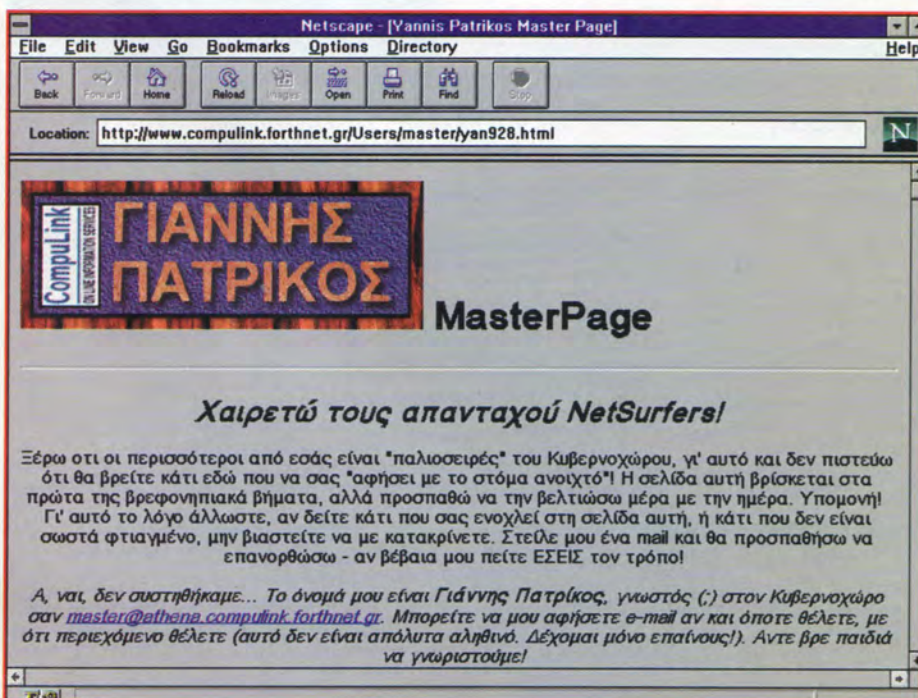 Netscape - [Yannis Patrikos Master Page]
File Edit View Go Bookmarks Options Directory Help
Back Forward Home Reload Images Open Print Find Stop
Location: http://www.compulink.forthnet.gr/Users/master/yan928.html
N
CompuLink
ON LINE INFORMATION SERVICES
ΓΙΑΝΝΗΣ
ΠΑΤΡΙΚΟΣ
MasterPage
Χαιρετώ τους απανταχού NetSurfers!
Ξέρω οτι οι περισσότεροι από εσάς είναι "παλιοσειρές" του Κυβερνοχώρου, γι' αυτό και δεν πιστεύω
ότι θα βρείτε κάτι εδώ που να σας "αφήσει με το στόμα ανοιχτό"! Η σελίδα αυτή βρίσκεται στα
πρώτα της βρεφονηπιακά βήματα, αλλά προσπαθώ να την βελτιώσω μέρα με την ημέρα. Υπομονή!
Γι' αυτό το λόγο άλλωστε, αν δείτε κάτι που σας ενοχλεί στη σελίδα αυτή, ή κάτι που δεν είναι
σωστά φτιαγμένο, μην βιαστείτε να με κατακρίνετε. Στείλε μου ένα mail και θα προσπαθήσω να
επανορθώσω - αν βέβαια μου πείτε ΕΣΕΙΣ τον τρόπο!
Α, ναι, δεν συστηθήκαμε... Το όνομά μου είναι Γιάννης Πατρίκος, γνωστός (;) στον Κυβερνοχώρο
σαν master@athena.compulink.forthnet.gr. Μπορείτε να μου αφήσετε e-mail αν και όποτε θέλετε, με
ότι περιεχόμενο θέλετε (αυτό δεν είναι απόλυτα αληθινό. Δέχομαι μόνο επαίνους!). Αντε βρε παιδιά
να γνωριστούμε!